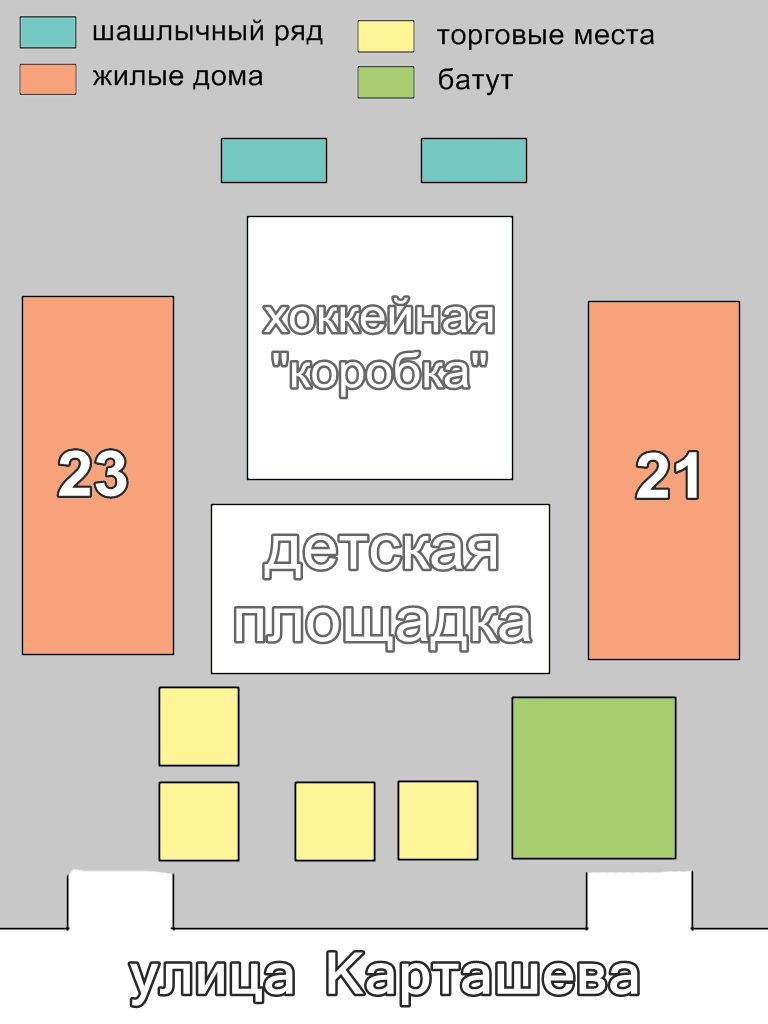 шашлычный ряд
торговые места
жилые дома
батут
хоккейная
"коробка"
23
21
детская
площадка
улица Карташева